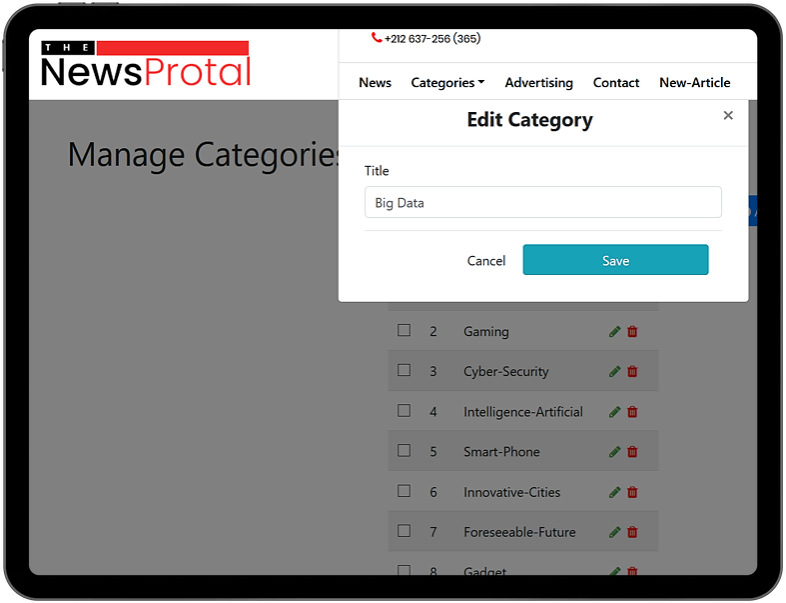 THE
NewsProtal
+212 637-256 (365)
News Categories Advertising Contact New-Article
Edit Category
Manage Categories
Title
Big Data
Cancel Save
2 Gaming
3 Cyber-Security
4 Intelligence-Artificial
5 Smart-Phone
6 Innovative-Cities
7 Foreseeable-Future
8 Gadget